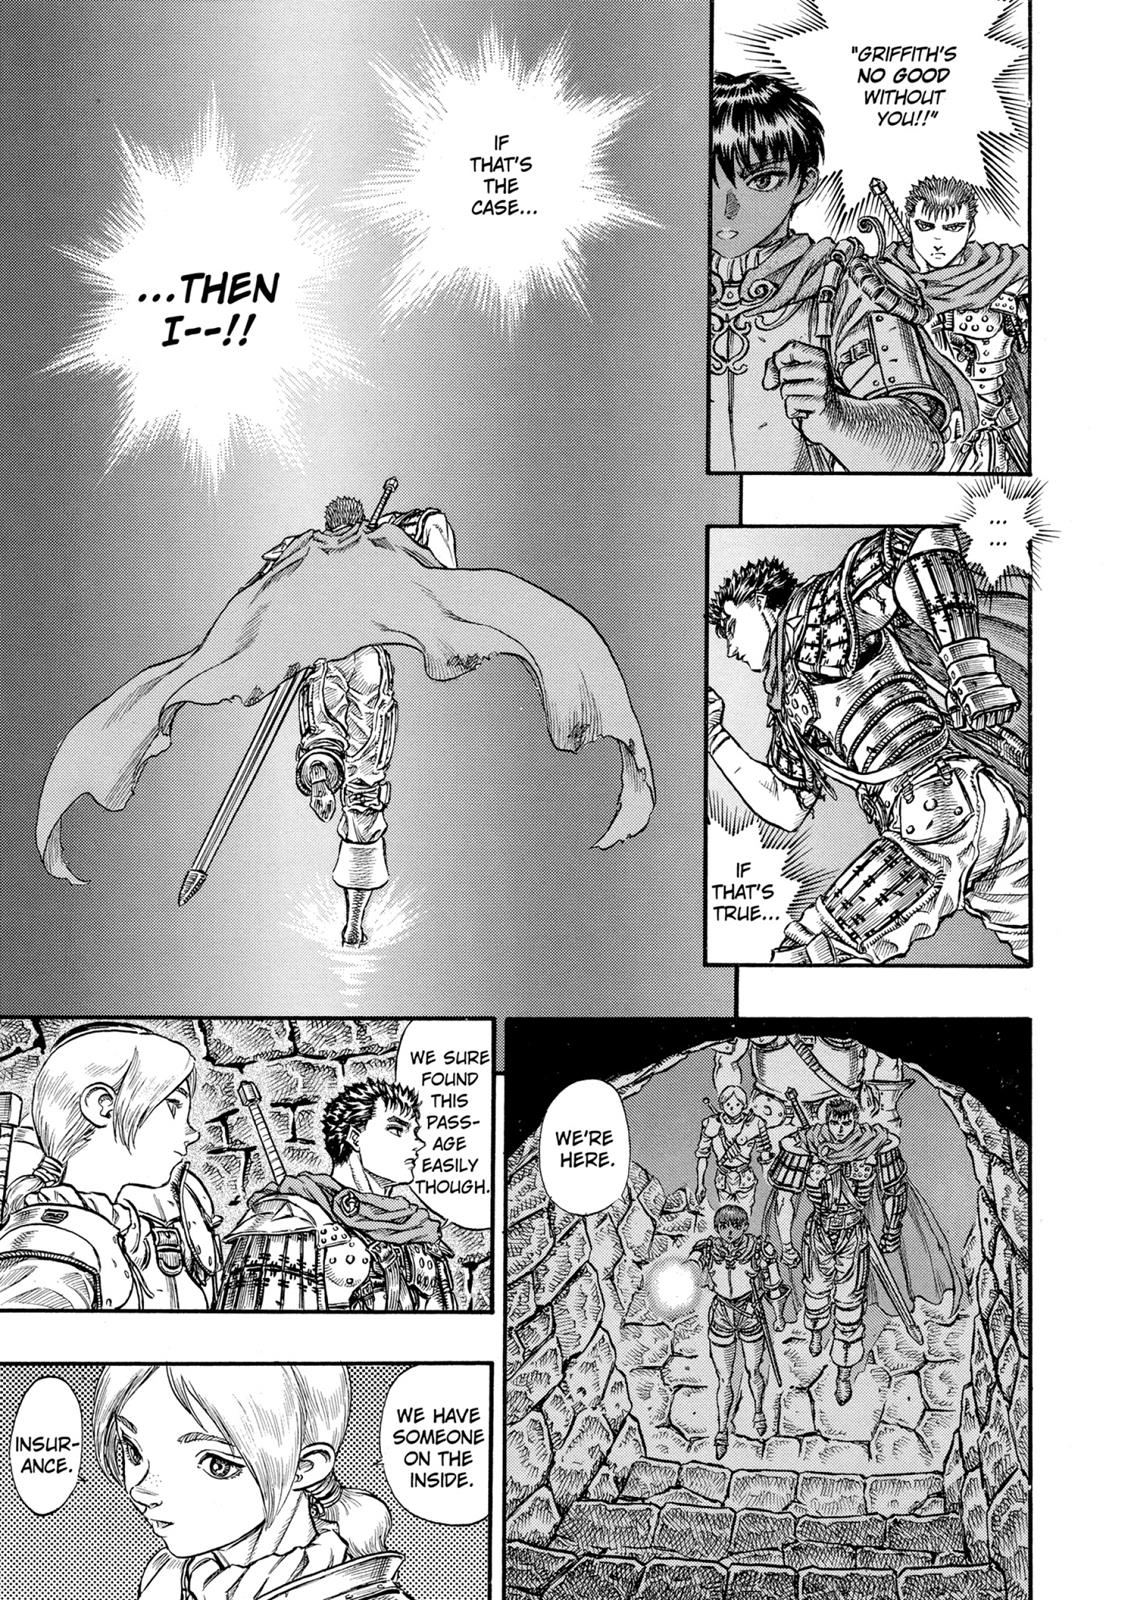 "GRIFFITH'S
NO GOOD
WITHOUT
YOU!!"
...
...
IF
THAT'S
TRUE...
IF
THAT'S
THE
CASE...
...THEN
I--!!
WE'RE
HERE.
WE SURE
FOUND
THIS
PASS-
AGE
EASILY
THOUGH.
WE HAVE
SOMEONE
ON THE
INSIDE.
INSUR-
ANCE.